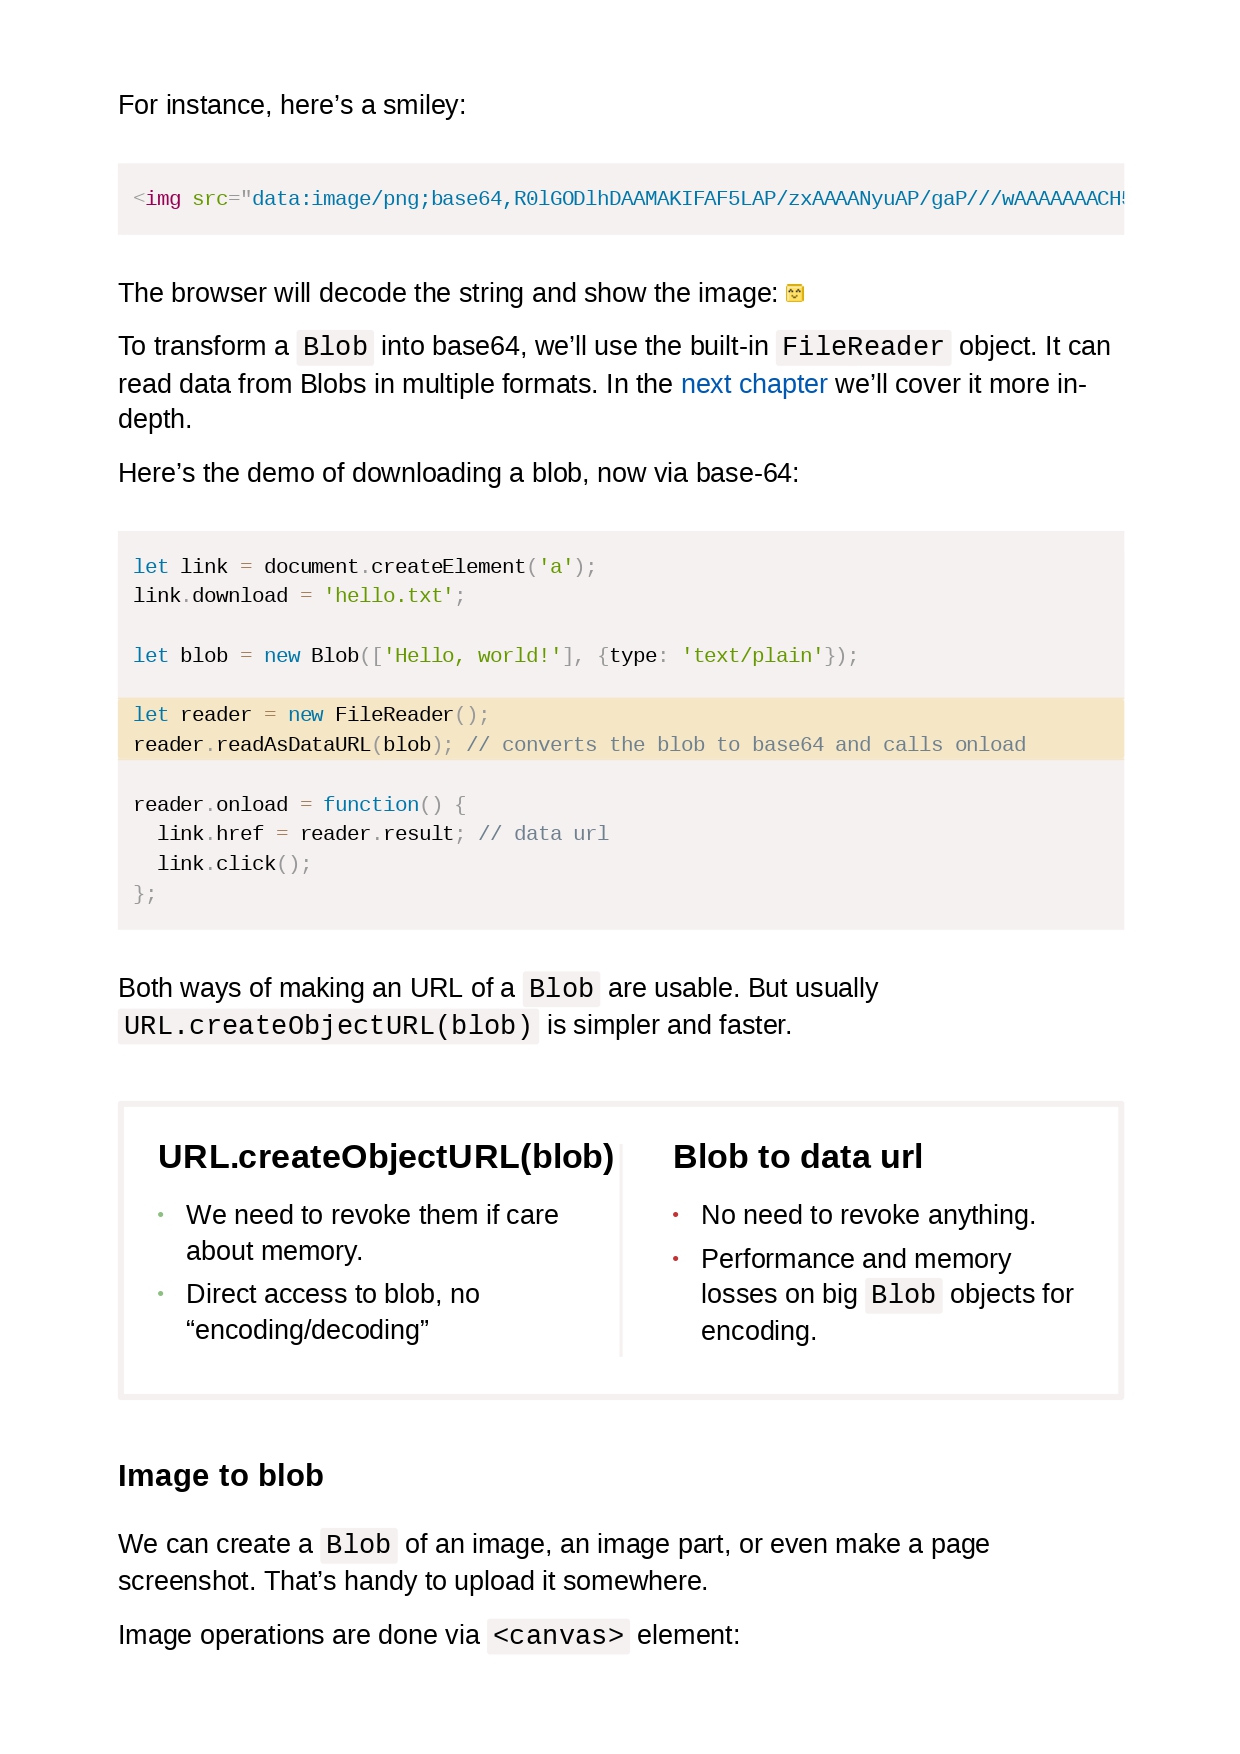 For instance, here’s a smiley:
<img src="data:image/png;base64,R0lGODlhDAAMAKIFAF5LAP/zxAAAANyuAP/gaP///wAAAAAAACH5
The browser will decode the string and show the image:
To transform a Blob into base64, we’ll use the built-in FileReader object. It can
read data from Blobs in multiple formats. In the next chapter we’ll cover it more in-
depth.
Here’s the demo of downloading a blob, now via base-64:
let link = document.createElement('a');
link.download = 'hello.txt';
let blob = new Blob(['Hello, world!'], {type: 'text/plain'});
let reader = new FileReader();
reader.readAsDataURL(blob); // converts the blob to base64 and calls onload
reader.onload = function() {
  link.href = reader.result; // data url
  link.click();
};
Both ways of making an URL of a Blob are usable. But usually
URL.createObjectURL(blob) is simpler and faster.
URL.createObjectURL(blob)
• We need to revoke them if care
about memory.
• Direct access to blob, no
“encoding/decoding”
Blob to data url
• No need to revoke anything.
• Performance and memory
losses on big Blob objects for
encoding.
Image to blob
We can create a Blob of an image, an image part, or even make a page
screenshot. That’s handy to upload it somewhere.
Image operations are done via <canvas> element: